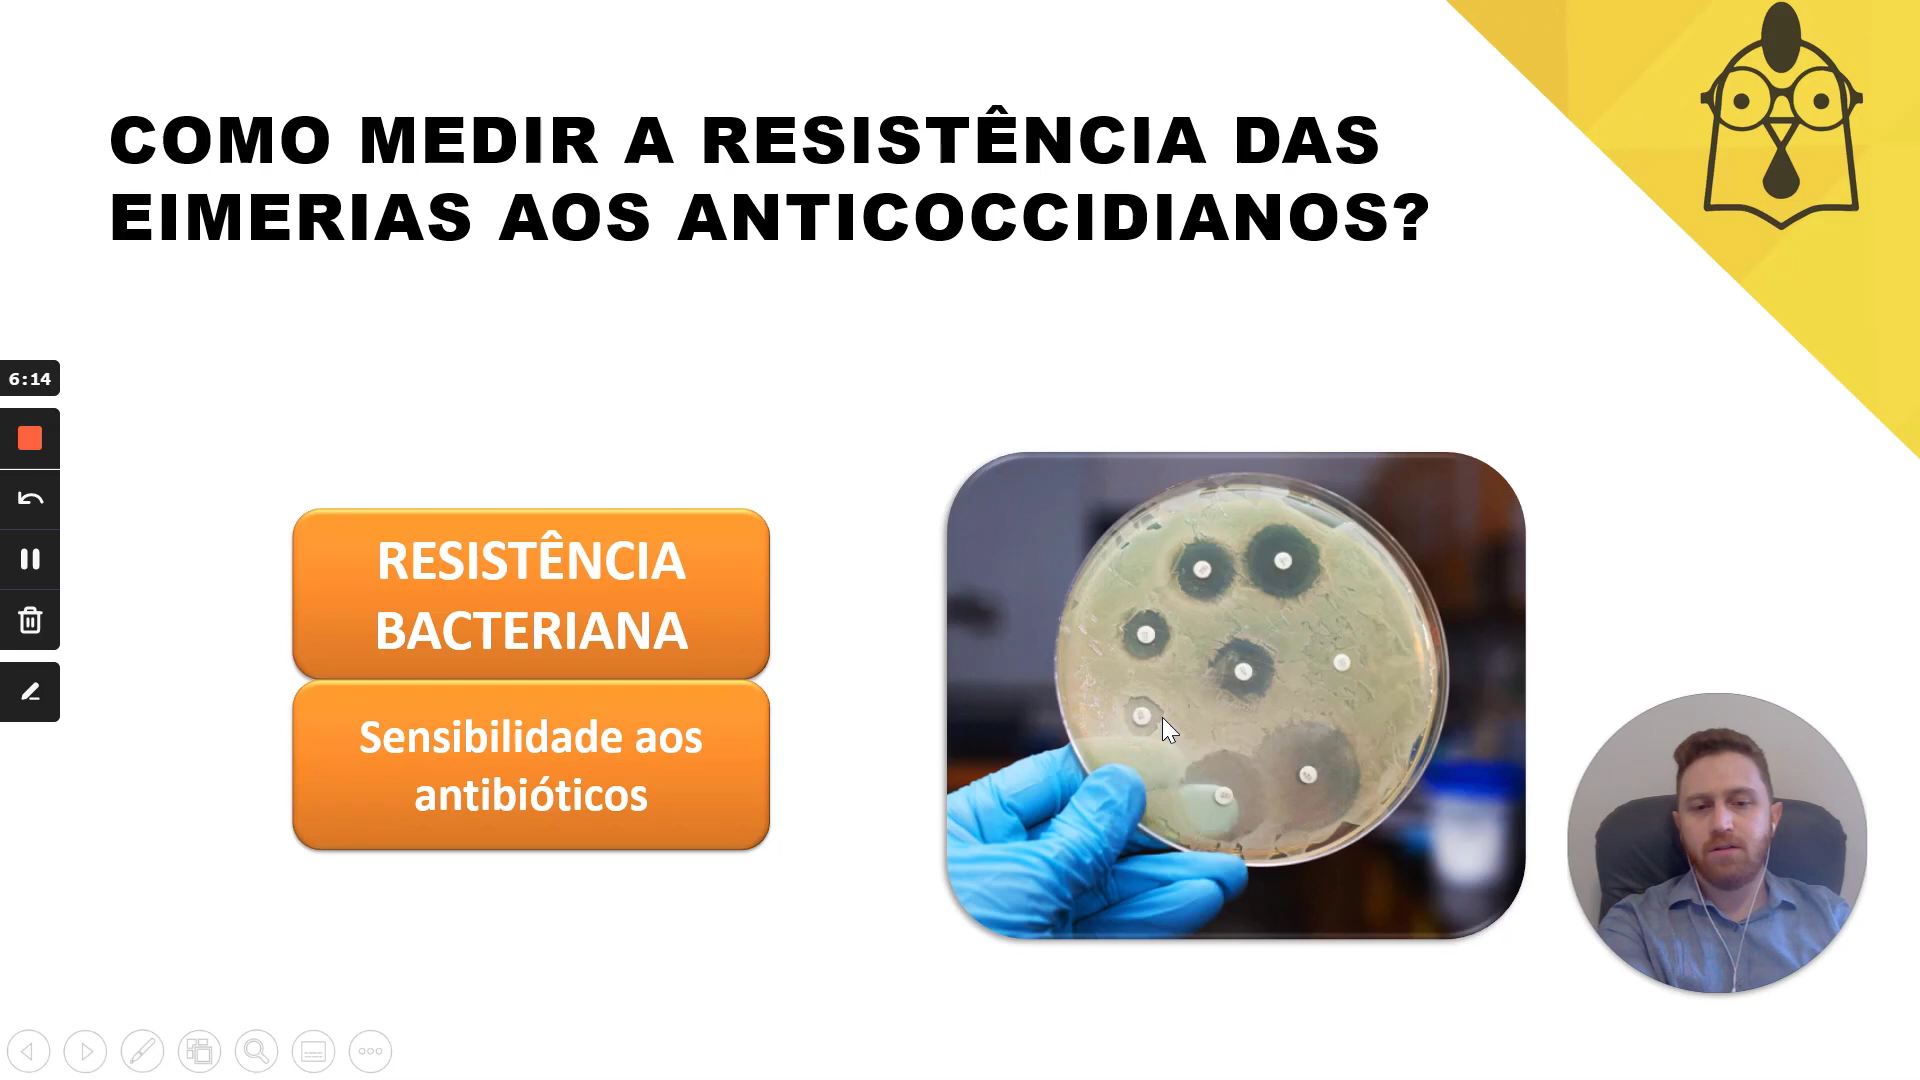 COMO MEDIR A RESISTÊNCIA DAS
EIMERIAS AOS ANTICOCCIDIANOS?
6:14
RESISTÊNCIA
BACTERIANA
Sensibilidade aos
antibióticos